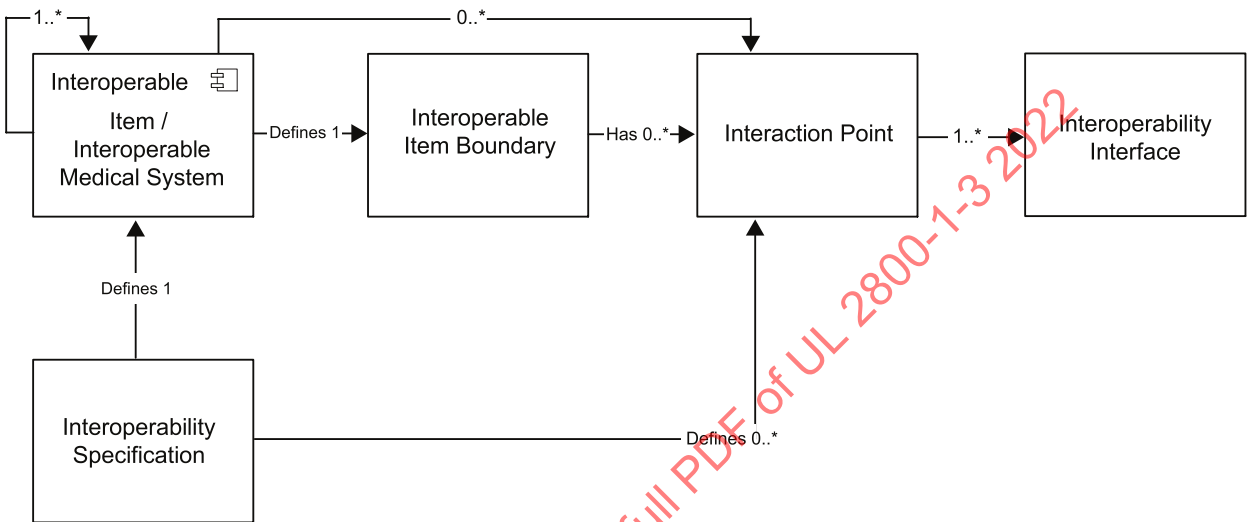 1..*
0..*
Interoperable
Item /
Interoperable
Medical System
Defines 1
Interoperable
Item Boundary
Has 0..*
Interaction Point
1..*
Interoperability
Interface
Defines 1
Interoperability
Specification
Defines 0..*
full PDF of UL 2800-1-3 2022